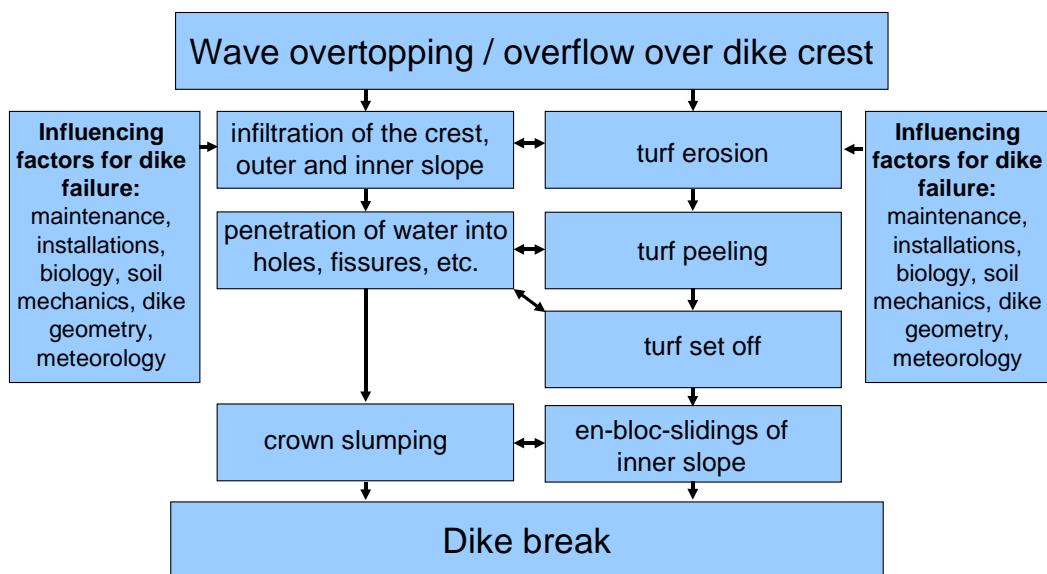 Wave overtopping / overflow over dike crest
Influencing
factors for dike
failure:
maintenance,
installations,
biology, soil
mechanics, dike
geometry,
meteorology
infiltration of the crest,
outer and inner slope
turf erosion
Influencing
factors for dike
failure:
maintenance,
installations,
biology, soil
mechanics, dike
geometry,
meteorology
penetration of water into
holes, fissures, etc.
turf peeling
turf set off
crown slumping
en-bloc-slidings of
inner slope
Dike break